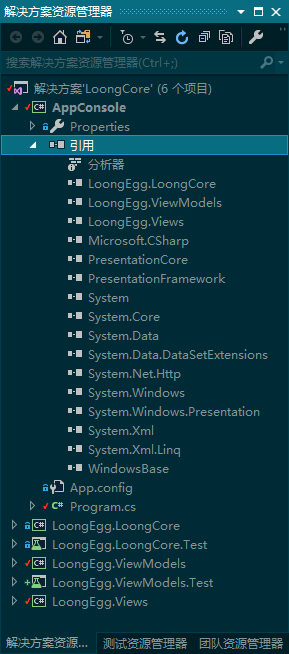 解决方案资源管理器
搜索解决方案资源管理器(Ctrl+;)
解决方案'LoongCore' (6 个项目)
AppConsole
Properties
引用
分析器
LoongEgg.LoongCore
LoongEgg.ViewModels
LoongEgg.Views
Microsoft.CSharp
PresentationCore
PresentationFramework
System
System.Core
System.Data
System.Data.DataSetExtensions
System.Net.Http
System.Windows
System.Windows.Presentation
System.Xml
System.Xml.Linq
WindowsBase
App.config
C# Program.cs
C# LoongEgg.LoongCore
LoongEgg.LoongCore.Test
C# LoongEgg.ViewModels
LoongEgg.ViewModels.Test
C# LoongEgg.Views
解决方案资源... 测试资源管理器 团队资源管理器